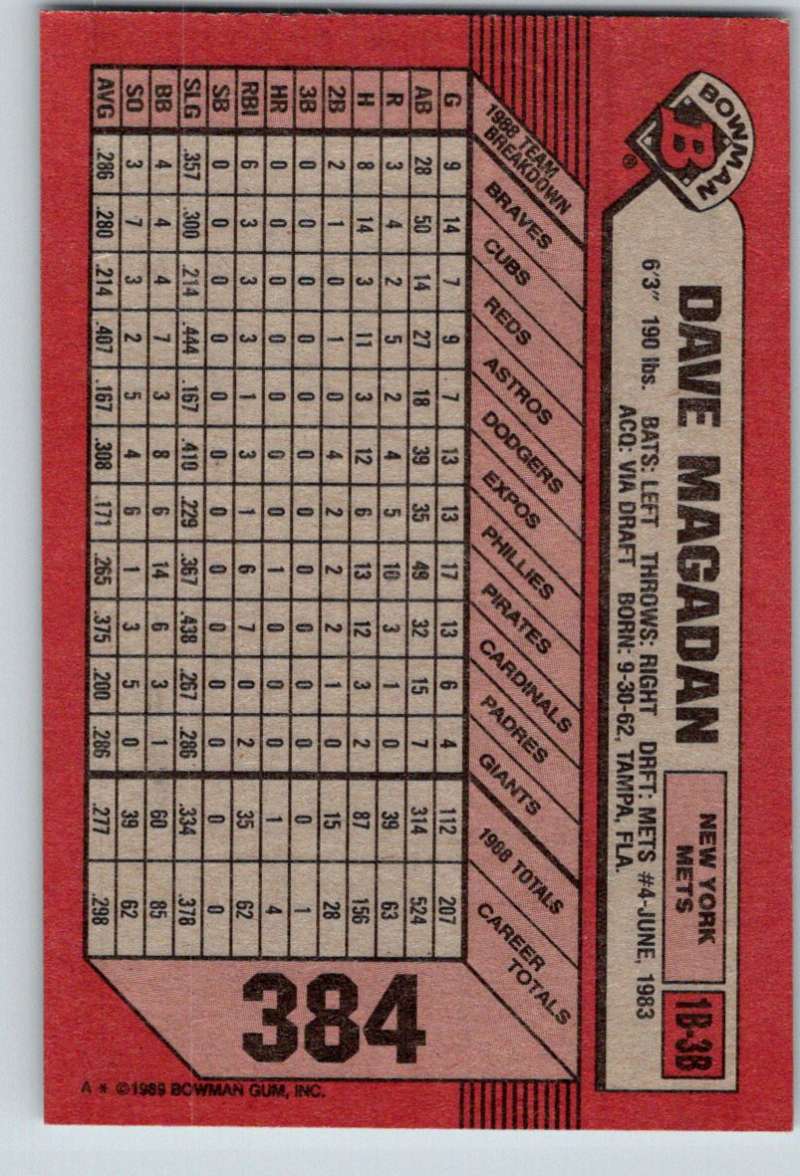 BOWMAN
B
®
DAVE MAGADAN
NEW YORK
METS
1B-3B
6'3" 190 lbs. BATS: LEFT THROWS: RIGHT DRFT: METS #4-JUNE, 1983
ACQ: VIA DRAFT BORN: 9-30-62, TAMPA, FLA.
1988 TEAM
BREAKDOWN
BRAVES
CUBS
REDS
ASTROS
DODGERS
EXPOS
PHILLIES
PIRATES
CARDINALS
PADRES
GIANTS
1988 TOTALS
CAREER
TOTALS
G 9 14 7 9 7 13 13 17 13 6 4 112 207
AB 28 50 14 27 18 39 35 49 32 15 7 314 524
R 3 4 2 5 2 4 5 10 3 1 0 39 63
H 8 14 3 11 3 12 6 13 12 3 2 87 156
2B 2 1 0 1 0 4 2 2 2 1 0 15 28
3B 0 0 0 0 0 0 0 0 0 0 0 0 1
HR 0 0 0 0 0 0 0 1 0 0 0 1 4
RBI 6 3 3 3 1 3 1 6 7 0 2 35 62
SB 0 0 0 0 0 0 0 0 0 0 0 0 0
SLG .357 .300 .214 .444 .167 .410 .229 .367 .438 .267 .286 .334 .378
BB 4 4 4 7 3 8 6 14 6 3 1 60 85
SO 3 7 3 2 5 4 6 1 3 5 0 39 62
AVG .286 .280 .214 .407 .167 .308 .171 .265 .375 .200 .286 .277 .298
384
A * ©1989 BOWMAN GUM, INC.